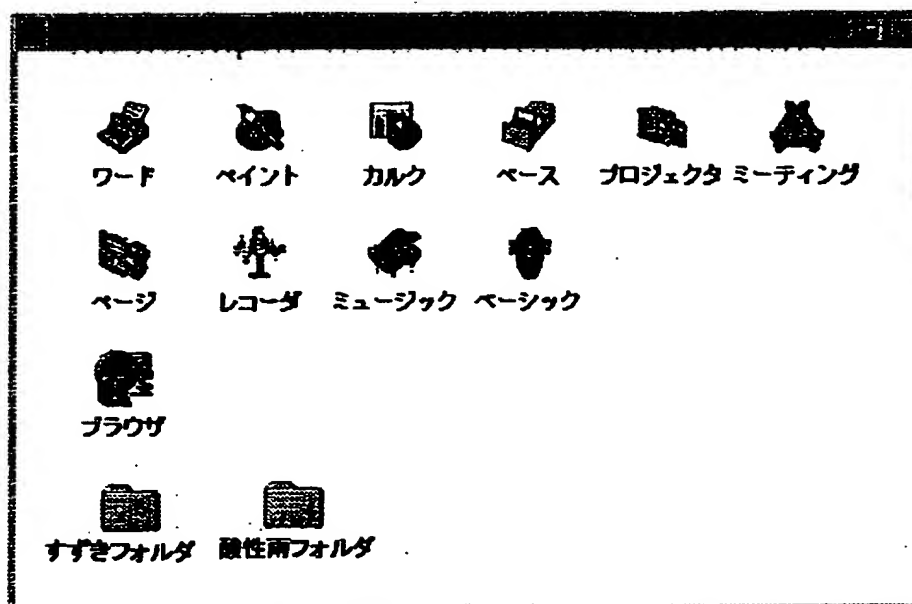 ワード ペイント カルク ベース プロジェクタ ミーティング
ページ レコーダ ミュージック ベーシック
ブラウザ
すずきフォルダ 酸性雨フォルダ